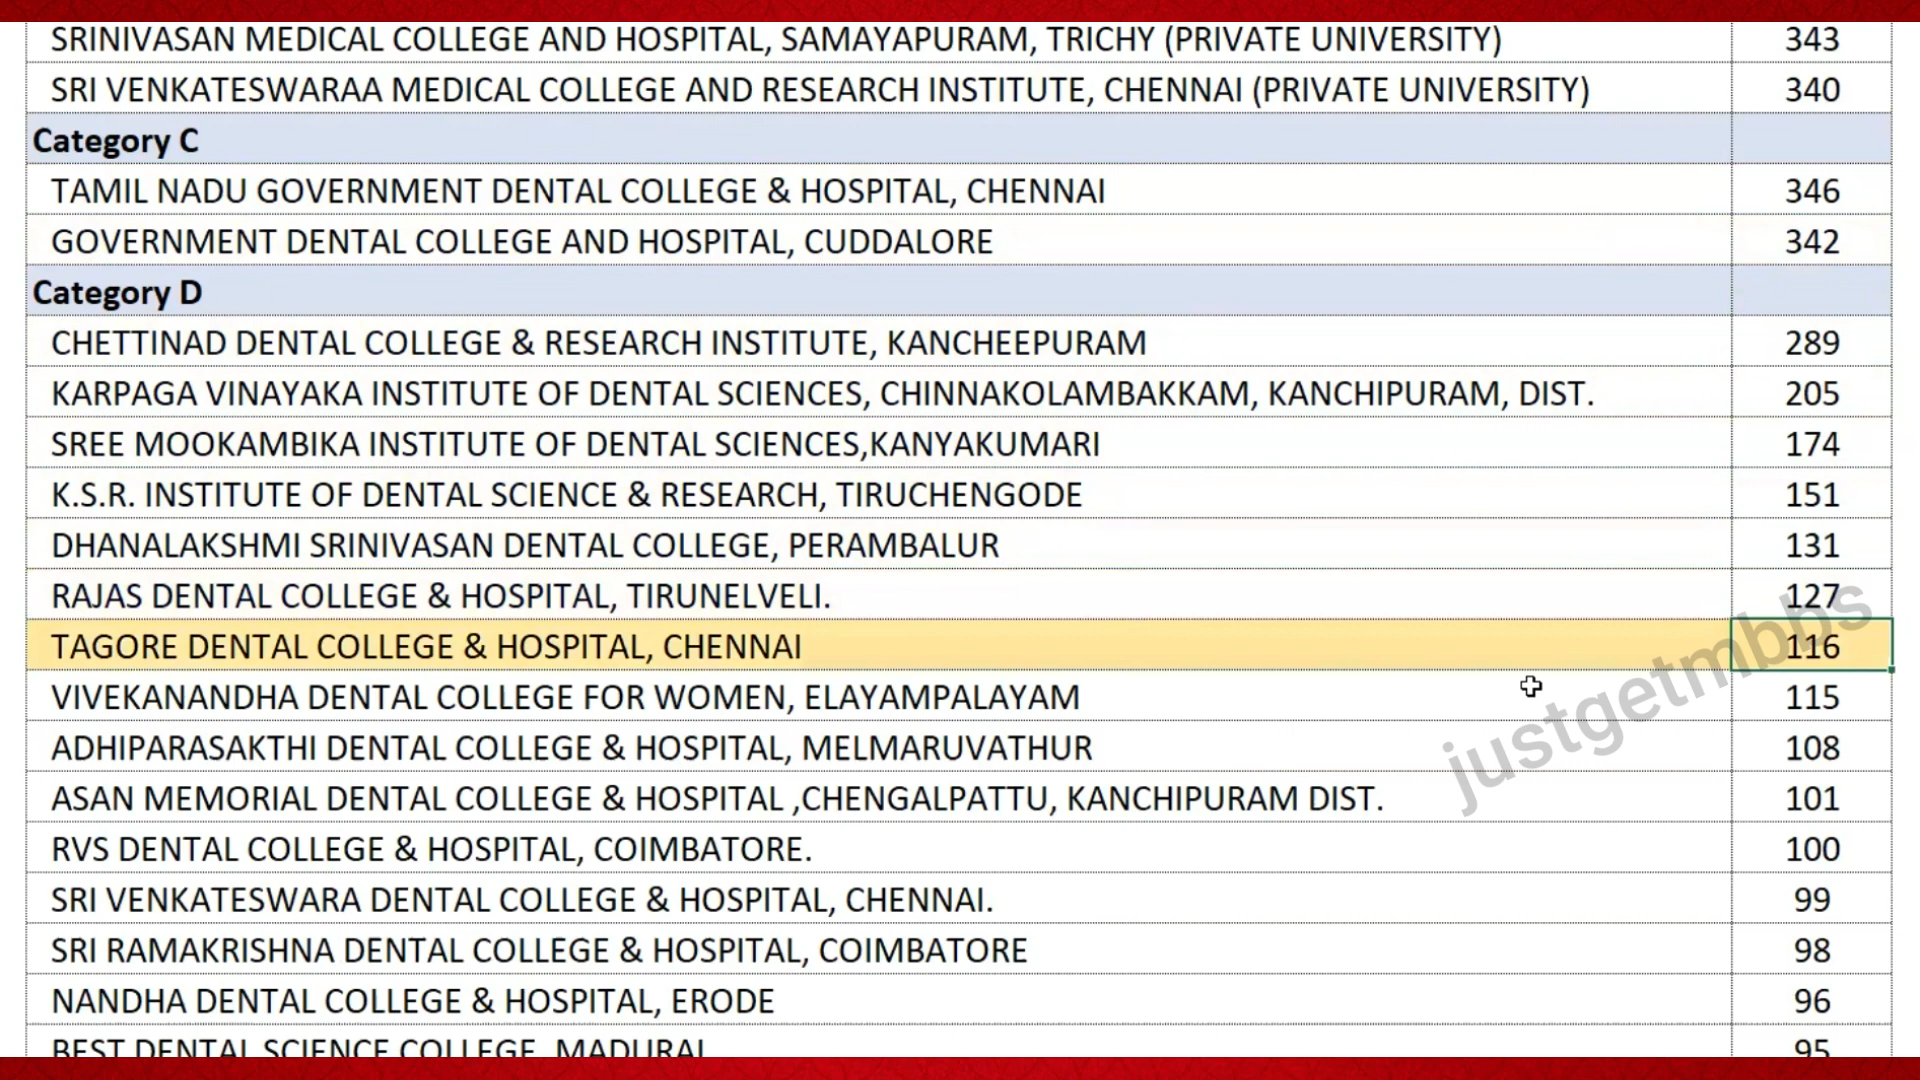 SRINIVASAN MEDICAL COLLEGE AND HOSPITAL, SAMAYAPURAM, TRICHY (PRIVATE UNIVERSITY) 343
SRI VENKATESWARAA MEDICAL COLLEGE AND RESEARCH INSTITUTE, CHENNAI (PRIVATE UNIVERSITY) 340
Category C
TAMIL NADU GOVERNMENT DENTAL COLLEGE & HOSPITAL, CHENNAI 346
GOVERNMENT DENTAL COLLEGE AND HOSPITAL, CUDDALORE 342
Category D
CHETTINAD DENTAL COLLEGE & RESEARCH INSTITUTE, KANCHEEPURAM 289
KARPAGA VINAYAKA INSTITUTE OF DENTAL SCIENCES, CHINNAKOLAMBAKKAM, KANCHIPURAM, DIST. 205
SREE MOOKAMBIKA INSTITUTE OF DENTAL SCIENCES,KANYAKUMARI 174
K.S.R. INSTITUTE OF DENTAL SCIENCE & RESEARCH, TIRUCHENGODE 151
DHANALAKSHMI SRINIVASAN DENTAL COLLEGE, PERAMBALUR 131
RAJAS DENTAL COLLEGE & HOSPITAL, TIRUNELVELI. 127
TAGORE DENTAL COLLEGE & HOSPITAL, CHENNAI 116
VIVEKANANDHA DENTAL COLLEGE FOR WOMEN, ELAYAMPALAYAM 115
ADHIPARASAKTHI DENTAL COLLEGE & HOSPITAL, MELMARUVATHUR 108
ASAN MEMORIAL DENTAL COLLEGE & HOSPITAL ,CHENGALPATTU, KANCHIPURAM DIST. 101
RVS DENTAL COLLEGE & HOSPITAL, COIMBATORE. 100
SRI VENKATESWARA DENTAL COLLEGE & HOSPITAL, CHENNAI. 99
SRI RAMAKRISHNA DENTAL COLLEGE & HOSPITAL, COIMBATORE 98
NANDHA DENTAL COLLEGE & HOSPITAL, ERODE 96
BEST DENTAL SCIENCE COLLEGE, MADURAI 95
justgetmbbs